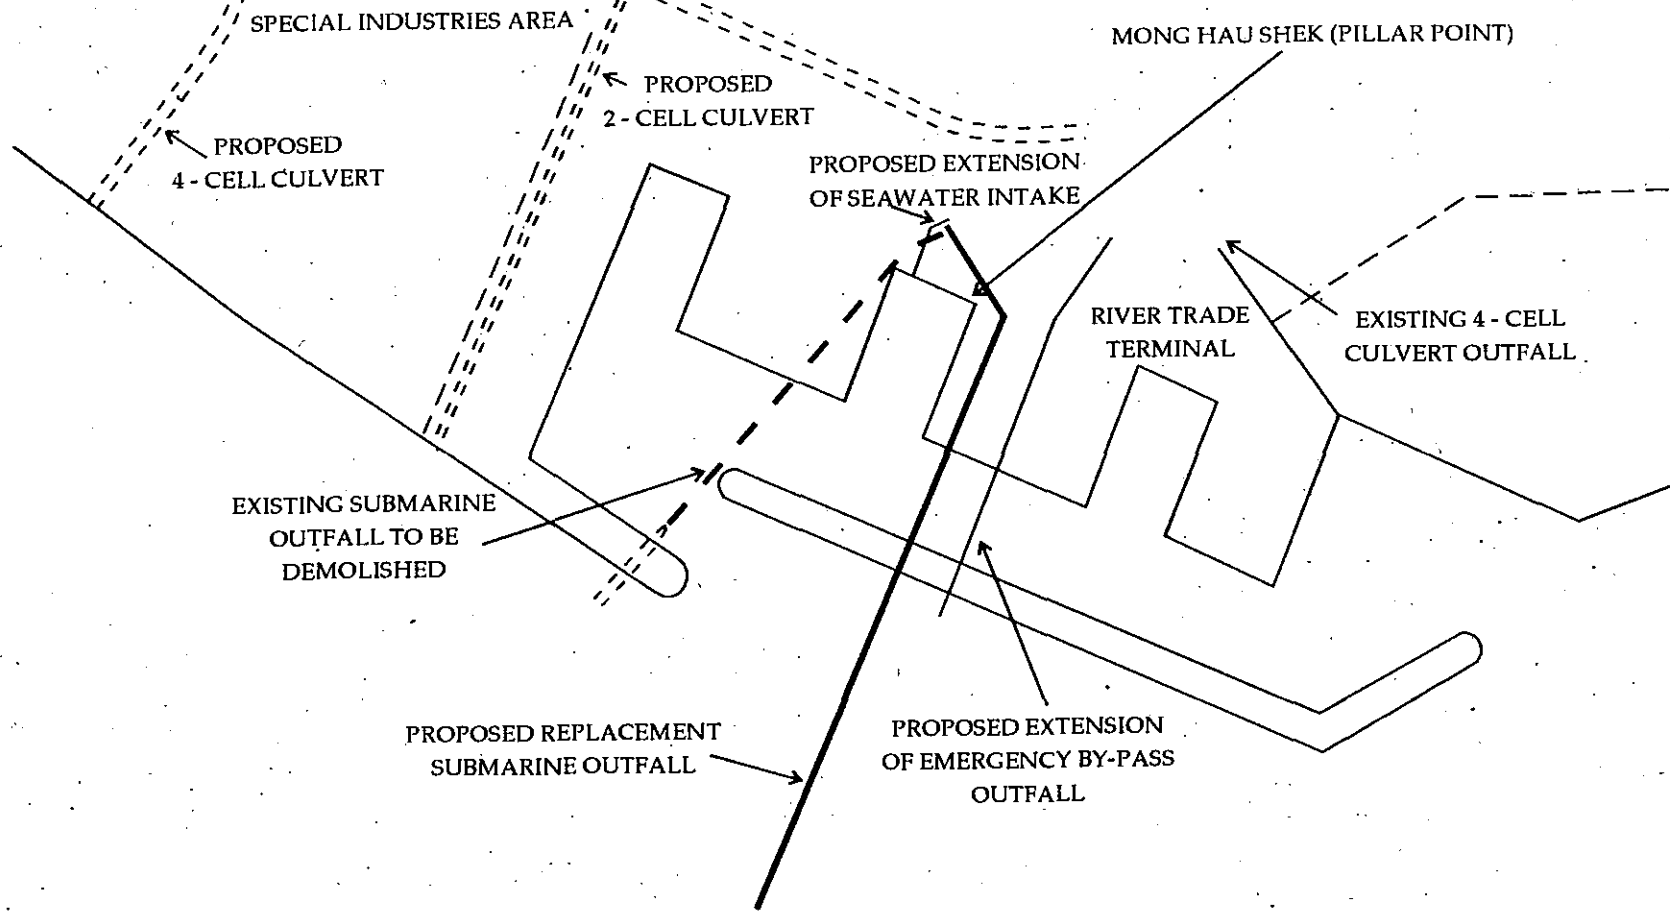 SPECIAL INDUSTRIES AREA
MONG HAU SHEK (PILLAR POINT)
PROPOSED
2 - CELL CULVERT
PROPOSED
4 - CELL CULVERT
PROPOSED EXTENSION
OF SEAWATER INTAKE
RIVER TRADE
TERMINAL
EXISTING 4 - CELL
CULVERT OUTFALL
EXISTING SUBMARINE
OUTFALL TO BE
DEMOLISHED
PROPOSED REPLACEMENT
SUBMARINE OUTFALL
PROPOSED EXTENSION
OF EMERGENCY BY-PASS
OUTFALL